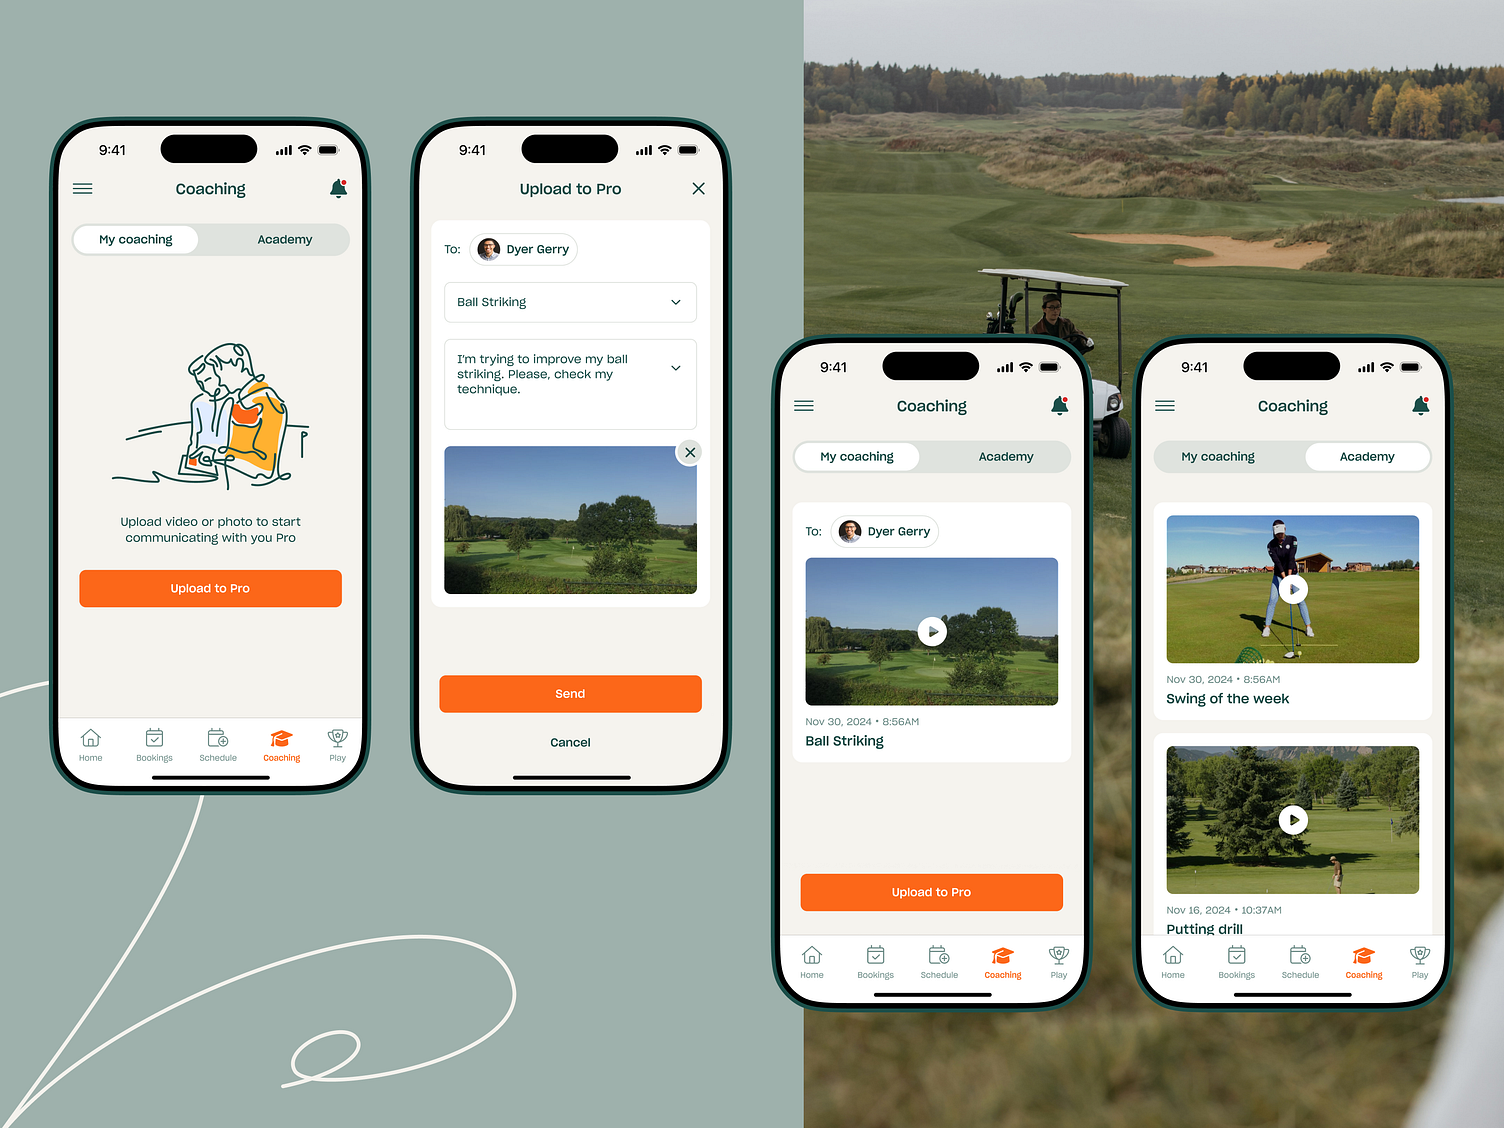 9:41
Coaching
My coaching
Academy
Upload video or photo to start
communicating with you Pro
Upload to Pro
Home
Bookings
Schedule
Coaching
Play
9:41
Upload to Pro
To:
Dyer Gerry
Ball Striking
I'm trying to improve my ball
striking. Please, check my
technique.
Send
Cancel
9:41
Coaching
My coaching
Academy
To:
Dyer Gerry
Nov 30, 2024 • 8:56AM
Ball Striking
Upload to Pro
Home
Bookings
Schedule
Coaching
Play
9:41
Coaching
My coaching
Academy
Nov 30, 2024 • 8:56AM
Swing of the week
Nov 16, 2024 • 10:37AM
Putting drill
Home
Bookings
Schedule
Coaching
Play